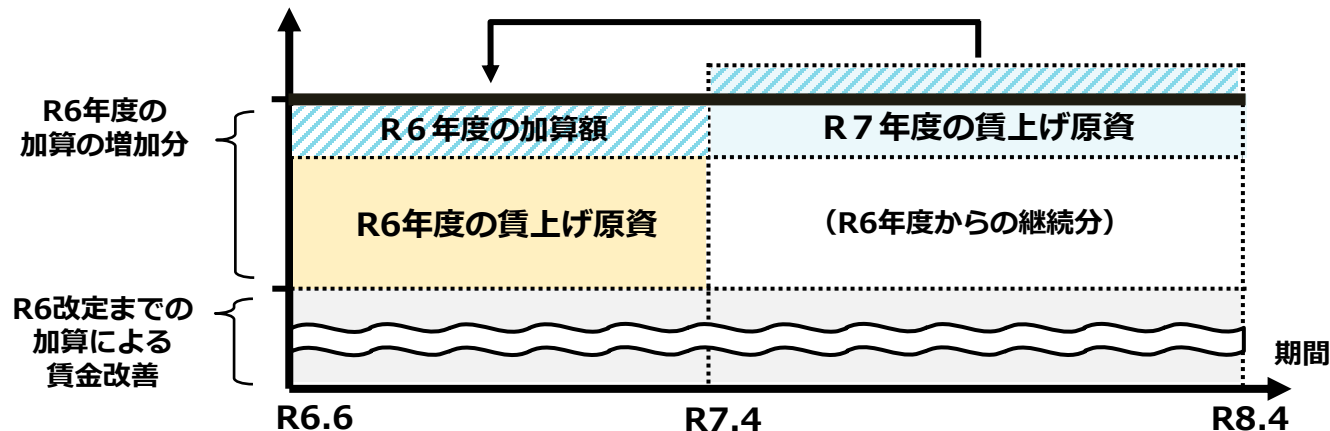 R6年度の
加算の増加分
R６年度の加算額
R７年度の賃上げ原資
R6年度の賃上げ原資
（R6年度からの継続分）
R6改定までの
加算による
賃金改善
期間
R6.6
R7.4
R8.4